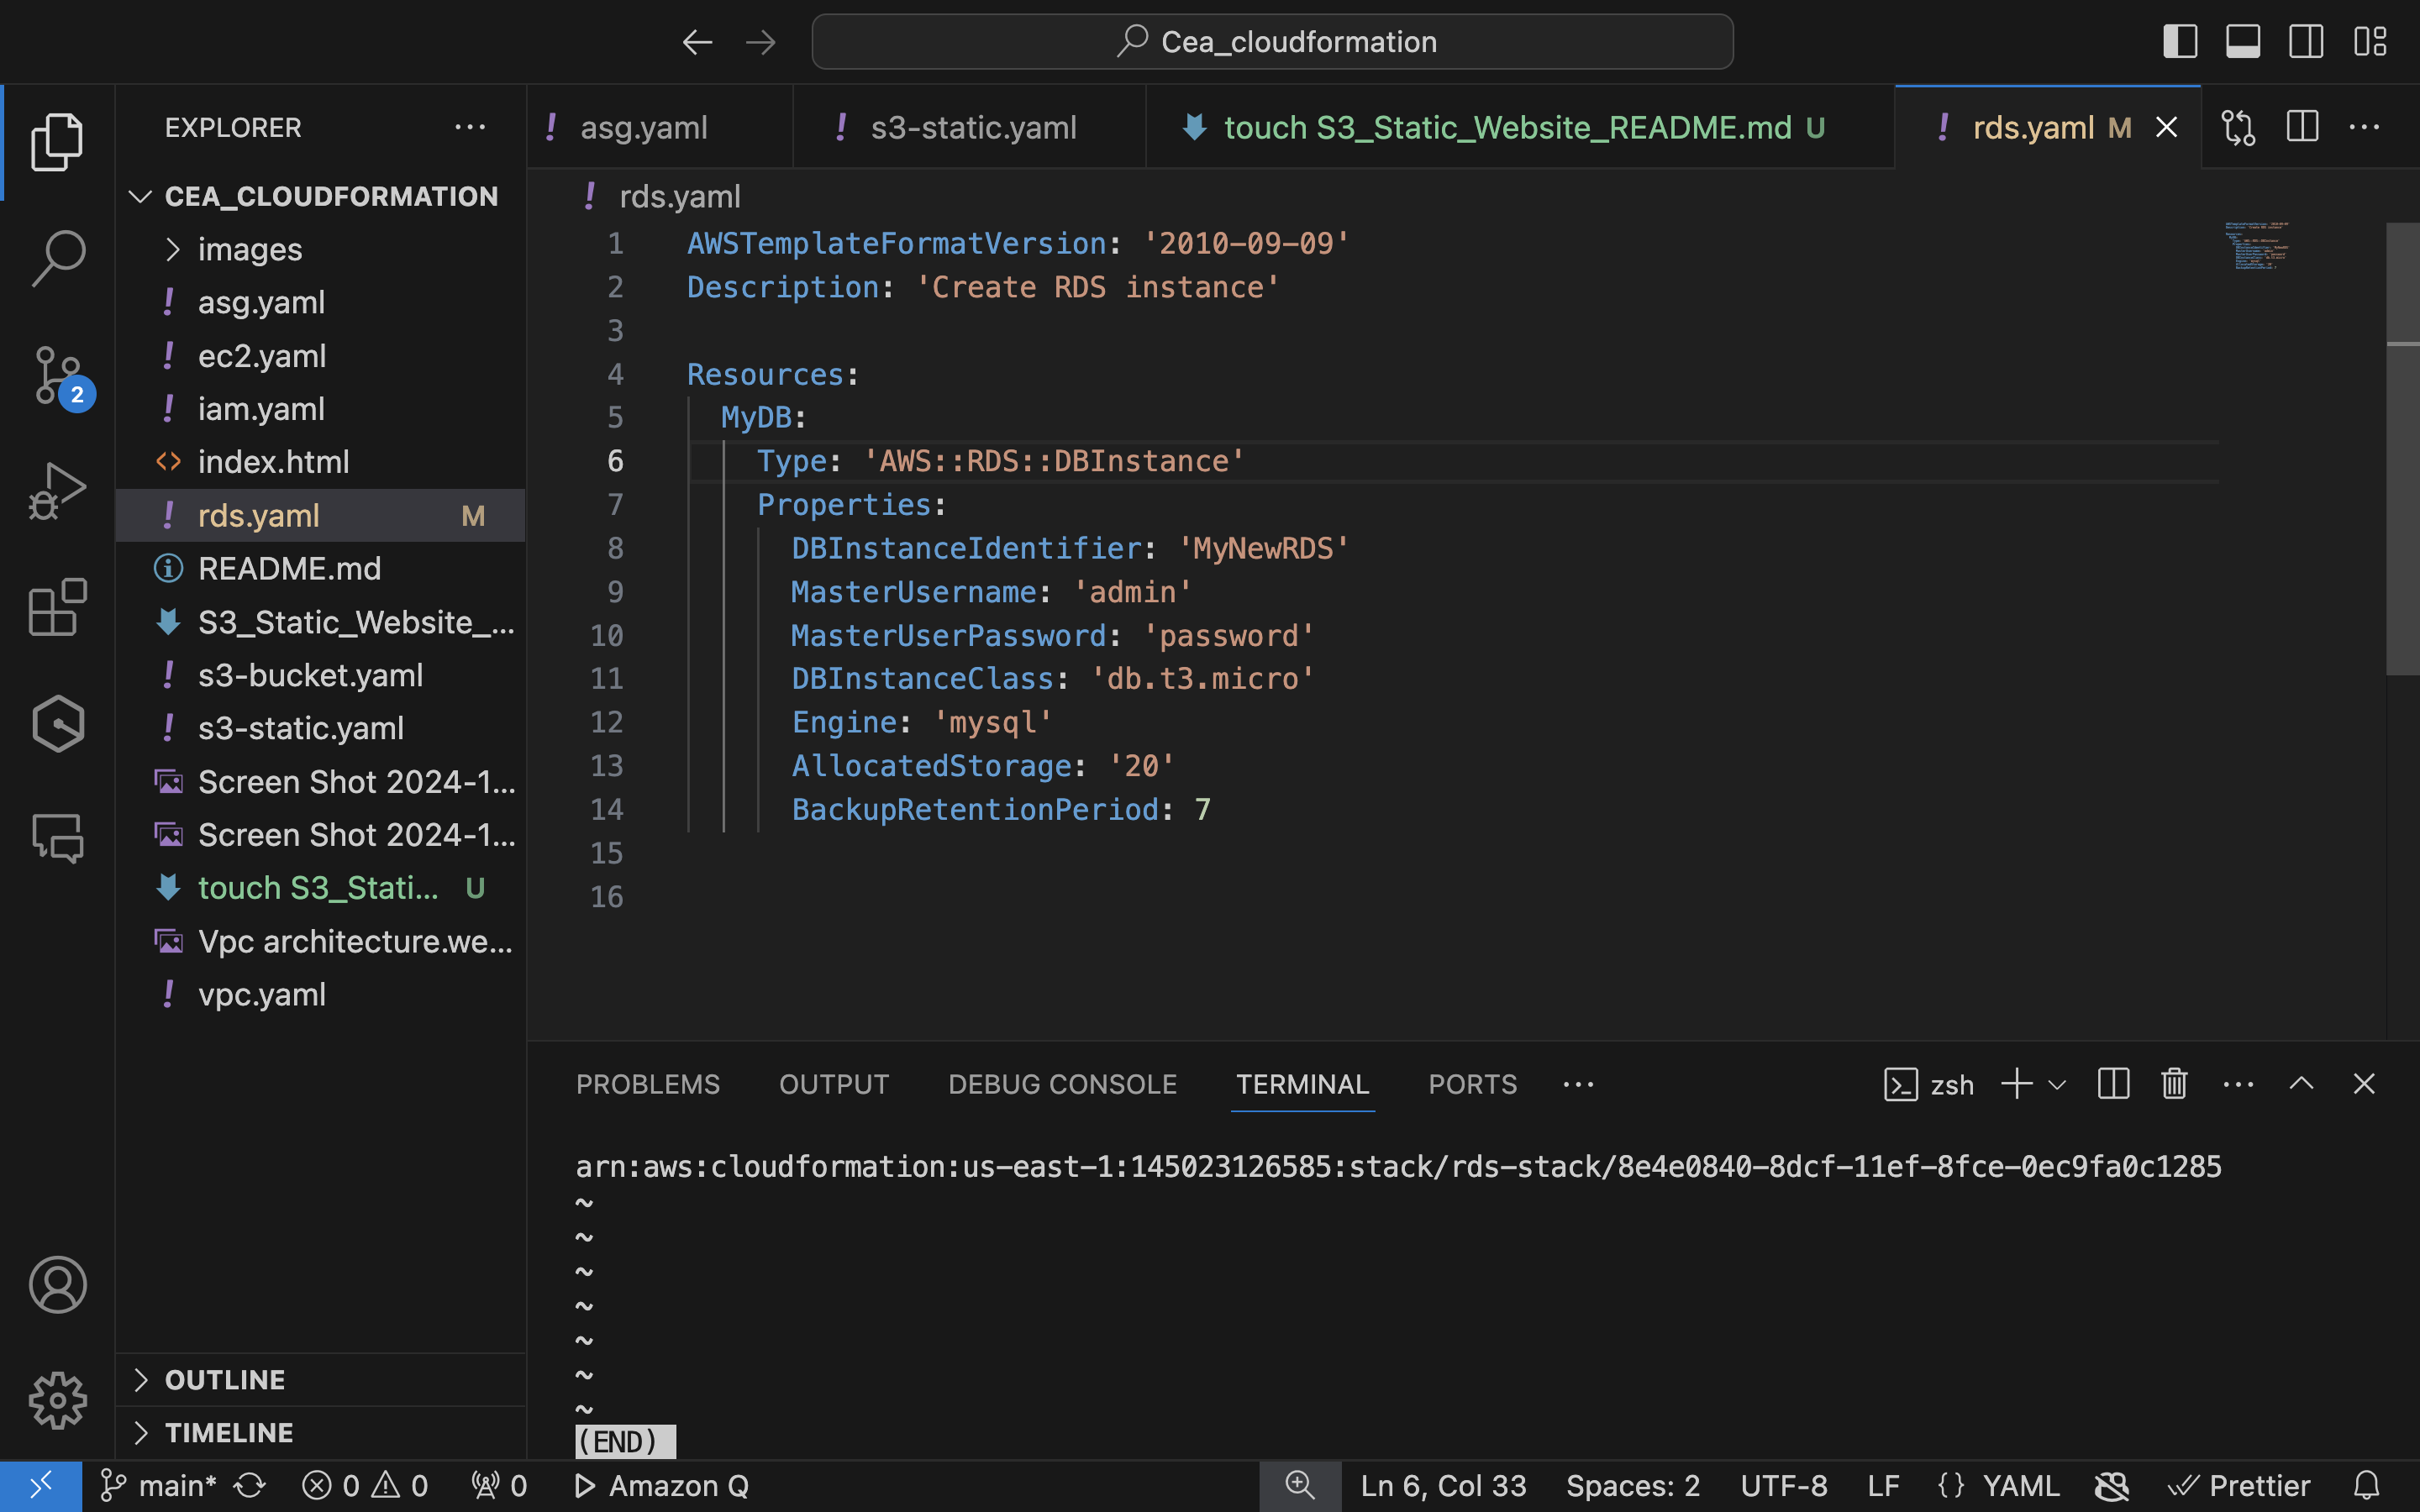 Cea_cloudformation
EXPLORER
CEA_CLOUDFORMATION
images
asg.yaml
ec2.yaml
iam.yaml
index.html
rds.yaml M
README.md
S3_Static_Website_...
s3-bucket.yaml
s3-static.yaml
Screen Shot 2024-1...
Screen Shot 2024-1...
touch S3_Stati... U
Vpc architecture.we...
vpc.yaml
OUTLINE
TIMELINE
2
asg.yaml
s3-static.yaml
touch S3_Static_Website_README.md U
rds.yaml M
rds.yaml
1 AWSTemplateFormatVersion: '2010-09-09'
2 Description: 'Create RDS instance'
3
4 Resources:
5 MyDB:
6 Type: 'AWS::RDS::DBInstance'
7 Properties:
8 DBInstanceIdentifier: 'MyNewRDS'
9 MasterUsername: 'admin'
10 MasterUserPassword: 'password'
11 DBInstanceClass: 'db.t3.micro'
12 Engine: 'mysql'
13 AllocatedStorage: '20'
14 BackupRetentionPeriod: 7
15
16
PROBLEMS OUTPUT DEBUG CONSOLE TERMINAL PORTS
zsh
arn:aws:cloudformation:us-east-1:145023126585:stack/rds-stack/8e4e0840-8dcf-11ef-8fce-0ec9fa0c1285
~
~
~
~
~
~
~
(END)
main* 0 0 0 Amazon Q Ln 6, Col 33 Spaces: 2 UTF-8 LF {} YAML Prettier